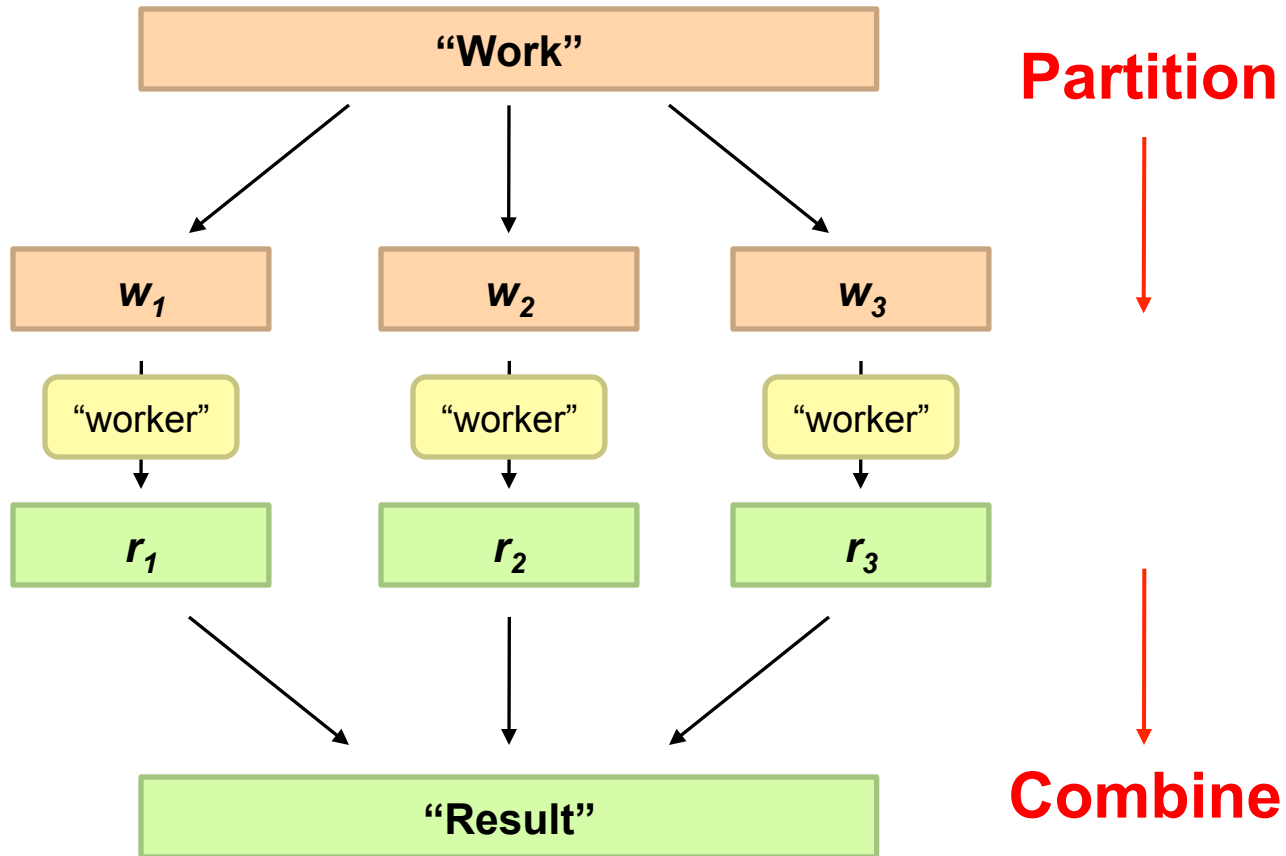 “Work”
Partition
w₁ w₂ w₃
“worker” “worker” “worker”
r₁ r₂ r₃
“Result”
Combine